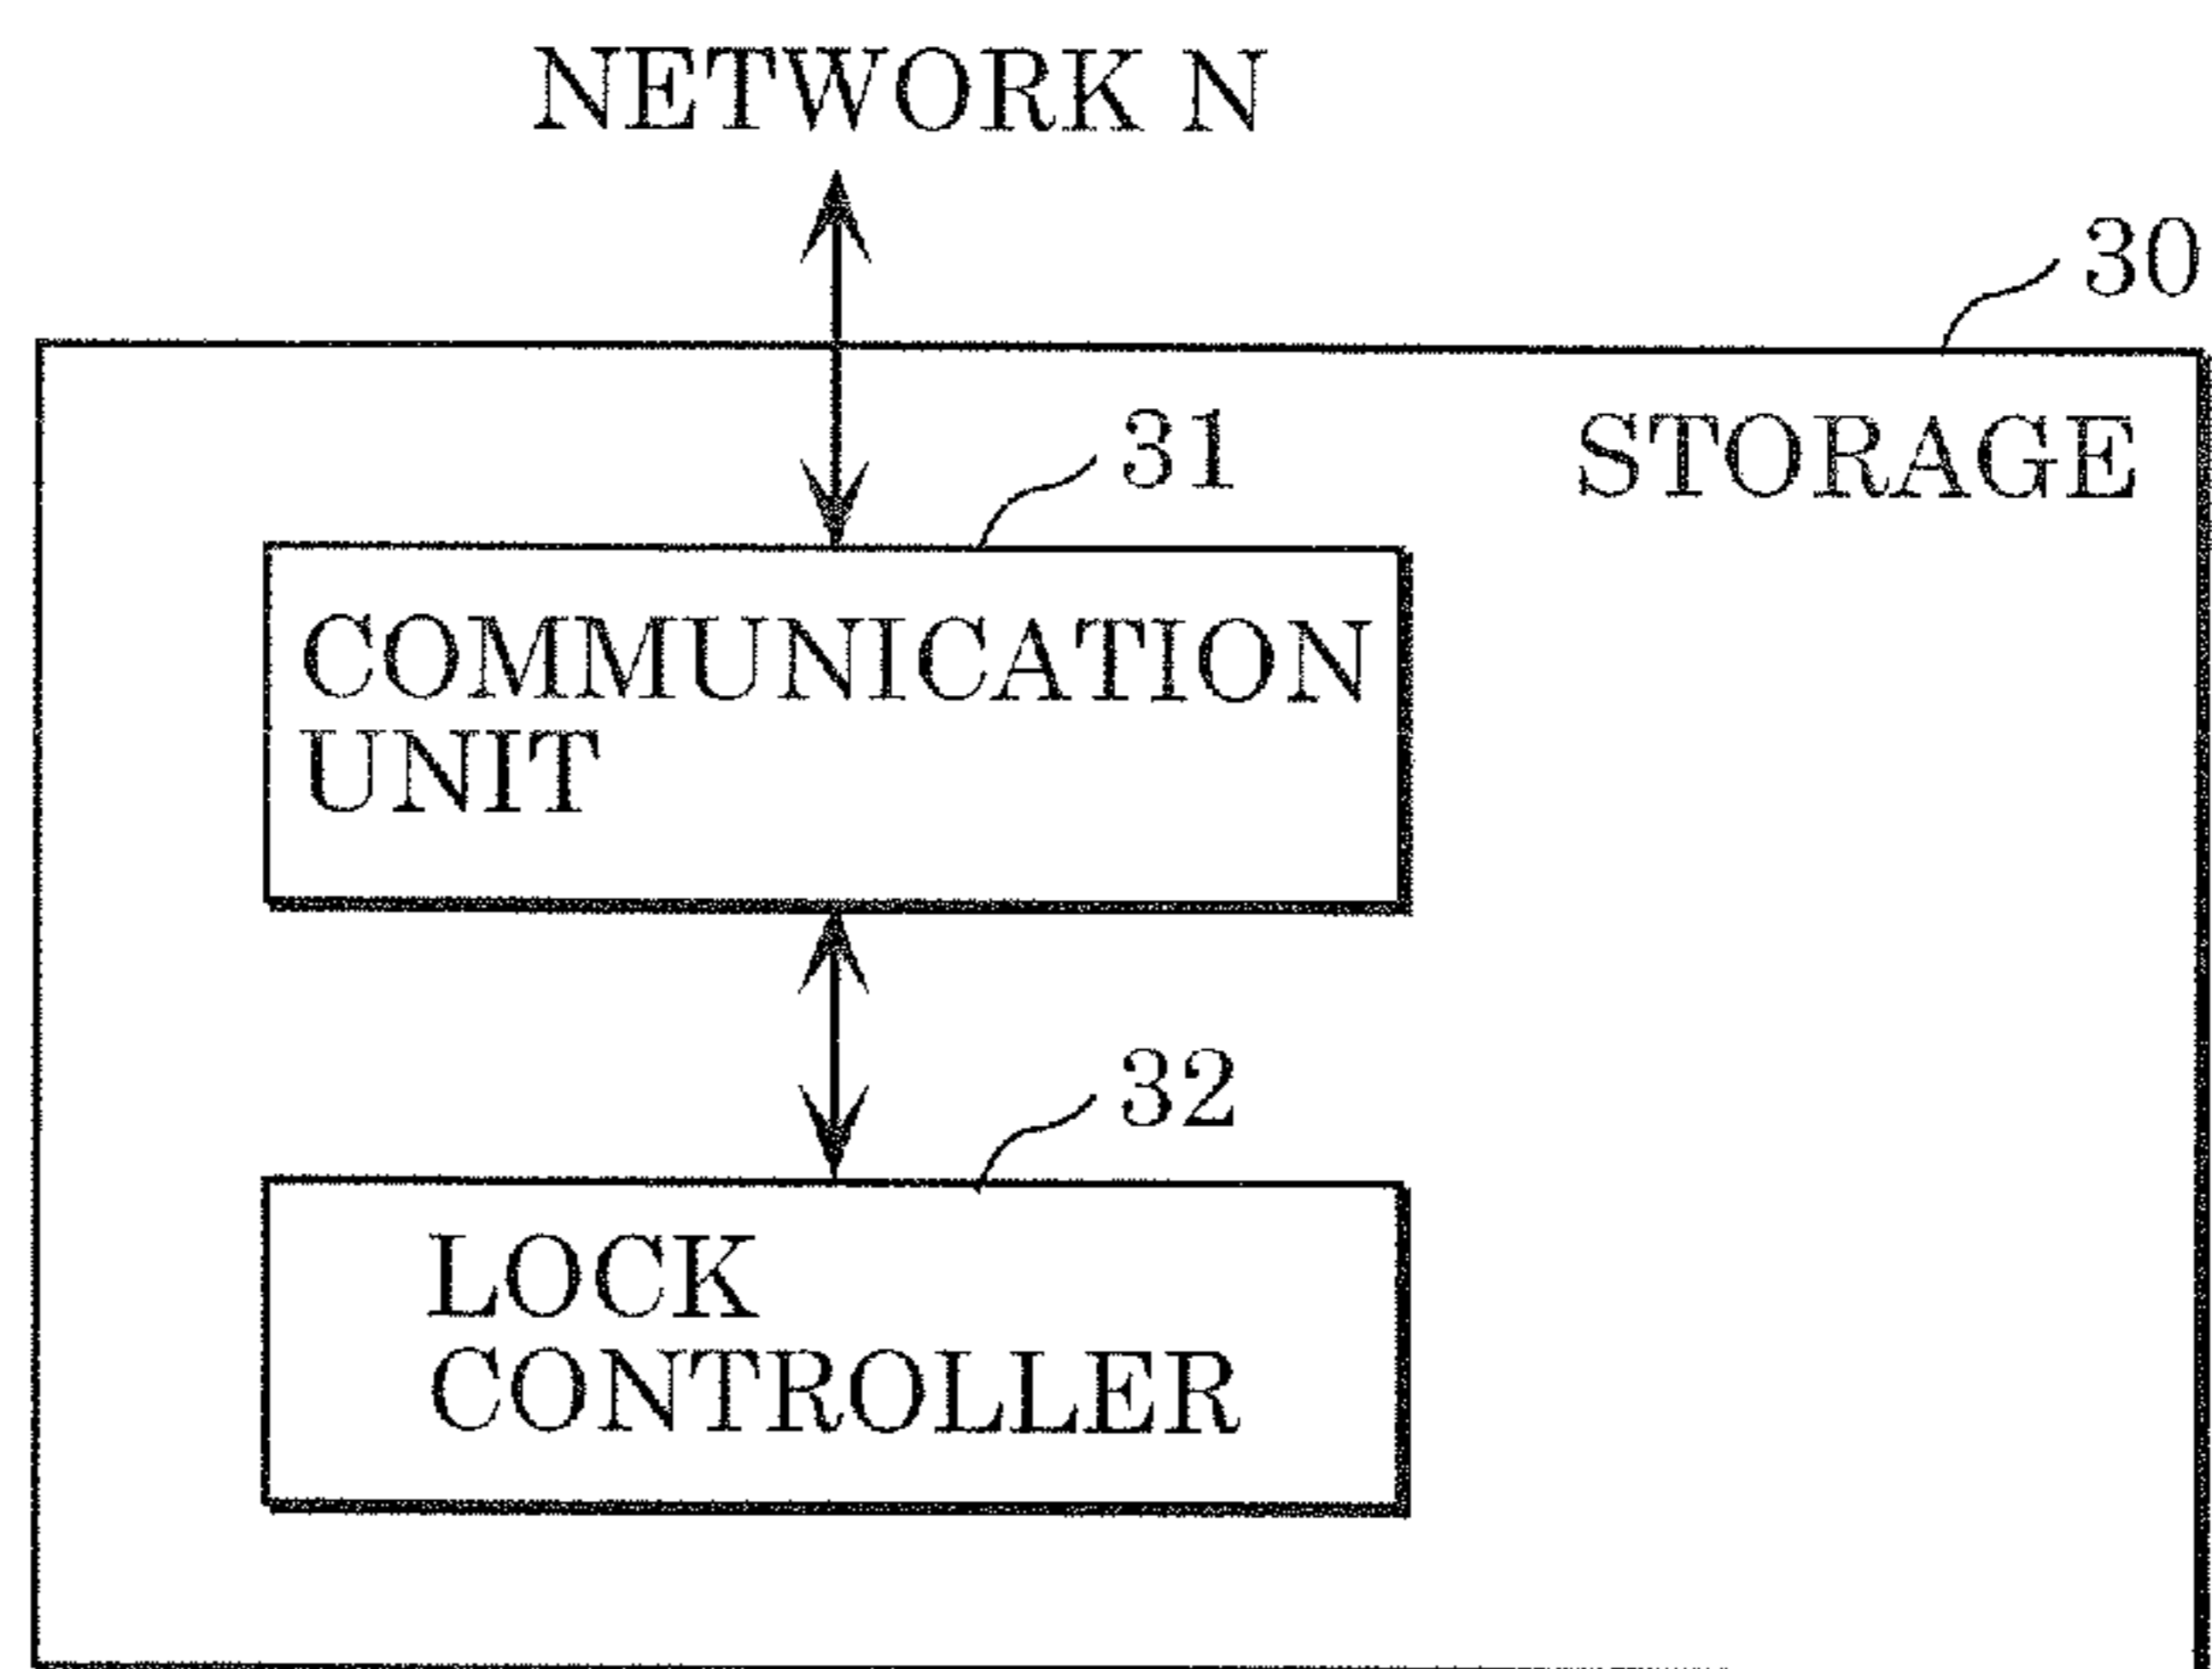 NETWORK N
30
STORAGE
31
COMMUNICATION
UNIT
32
LOCK
CONTROLLER